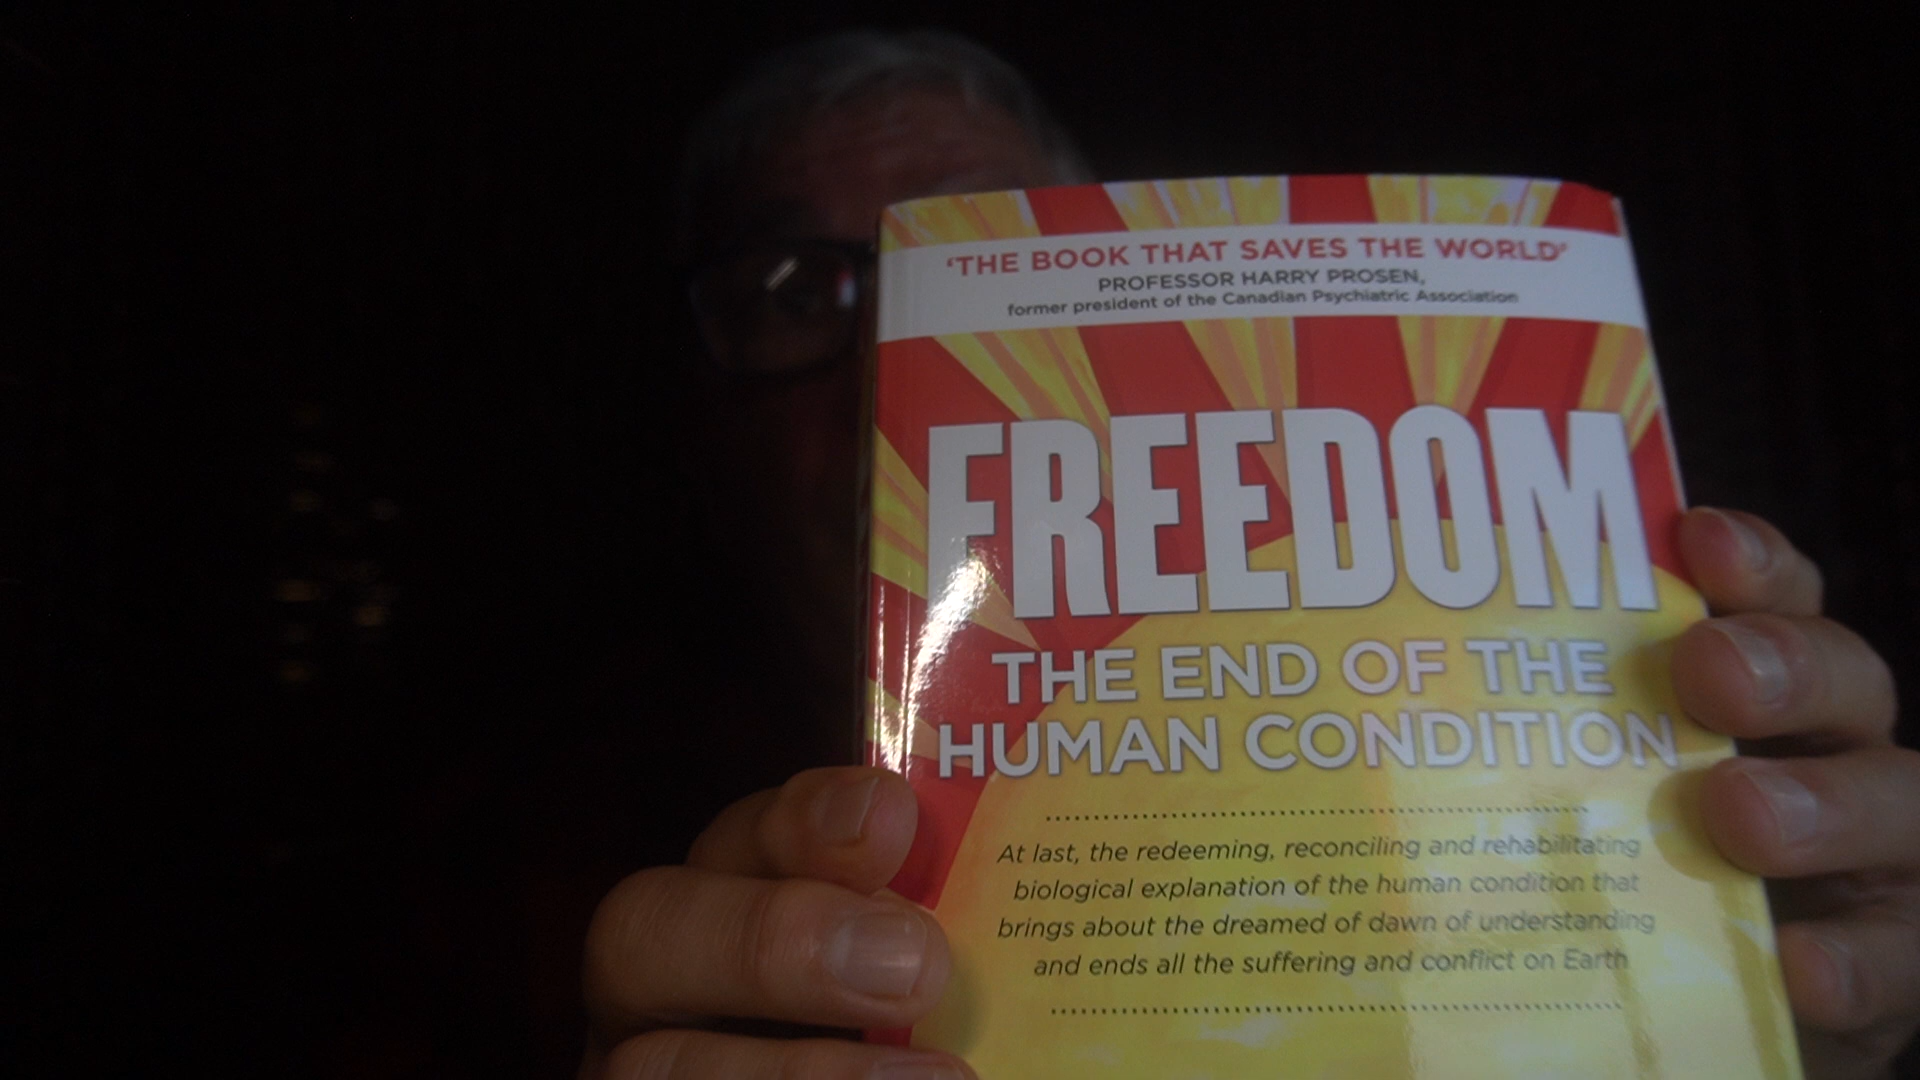 ‘THE BOOK THAT SAVES THE WORLD’
PROFESSOR HARRY PROSEN,
former president of the Canadian Psychiatric Association
FREEDOM
THE END OF THE
HUMAN CONDITION
At last, the redeeming, reconciling and rehabilitating
biological explanation of the human condition that
brings about the dreamed of dawn of understanding
and ends all the suffering and conflict on Earth